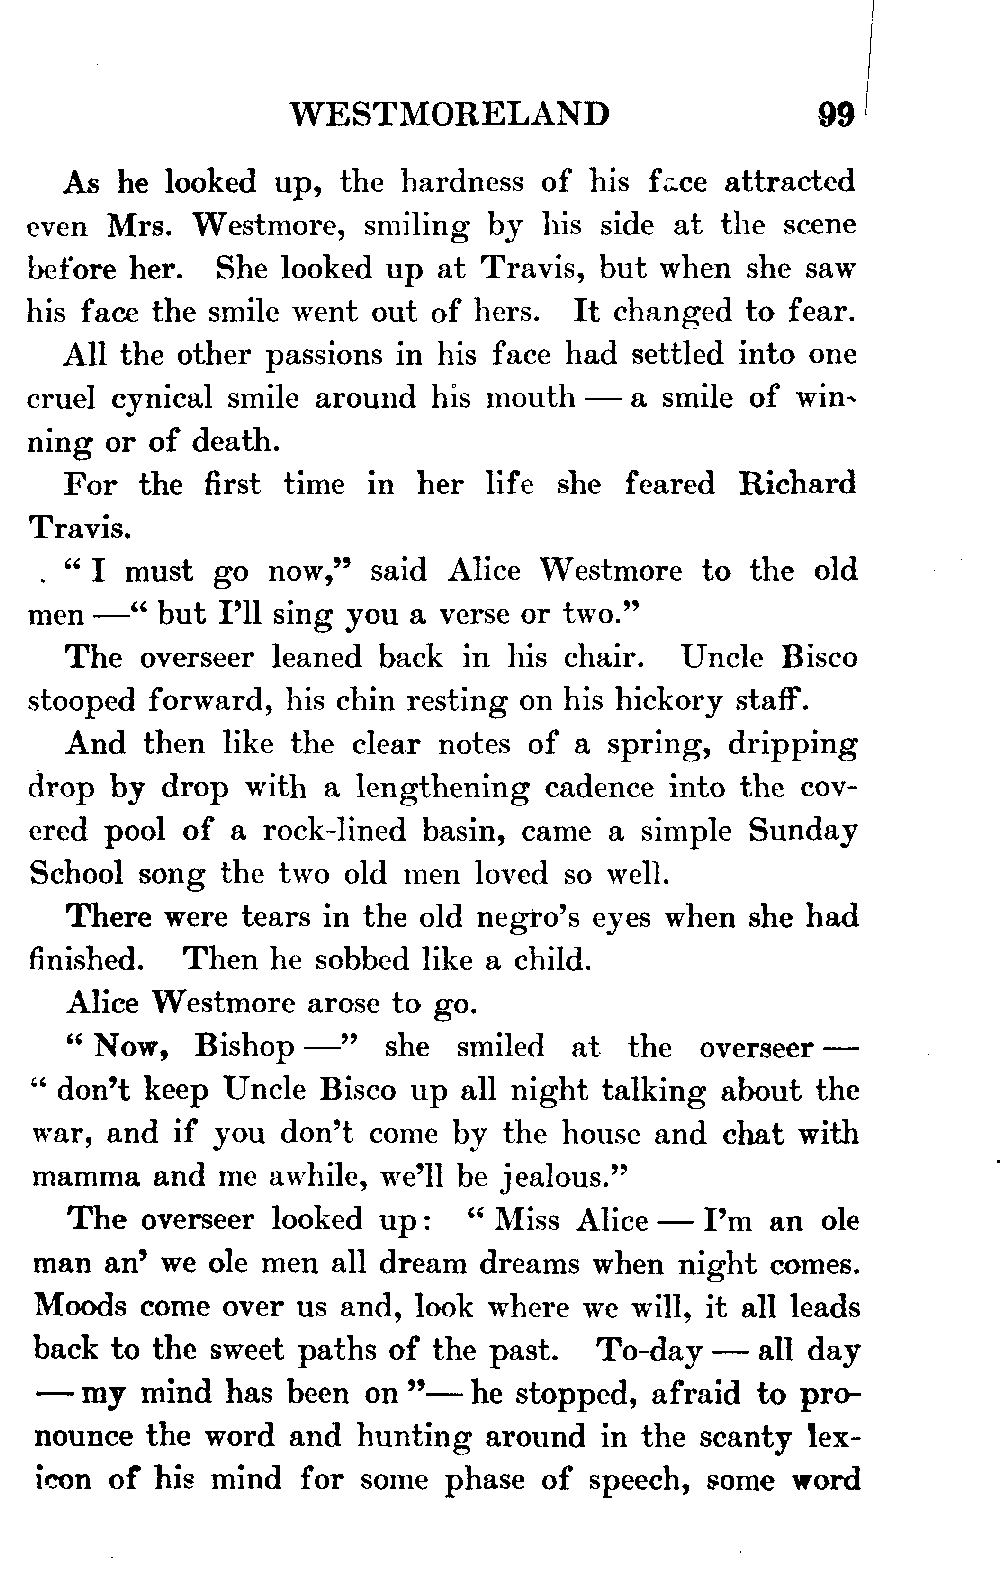 WESTMORELAND 99
As he looked up, the hardness of his face attracted
even Mrs. Westmore, smiling by his side at the scene
before her. She looked up at Travis, but when she saw
his face the smile went out of hers. It changed to fear.
All the other passions in his face had settled into one
cruel cynical smile around his mouth — a smile of win-
ning or of death.
For the first time in her life she feared Richard
Travis.
“ I must go now,” said Alice Westmore to the old
men —“ but I’ll sing you a verse or two.”
The overseer leaned back in his chair. Uncle Bisco
stooped forward, his chin resting on his hickory staff.
And then like the clear notes of a spring, dripping
drop by drop with a lengthening cadence into the cov-
ered pool of a rock-lined basin, came a simple Sunday
School song the two old men loved so well.
There were tears in the old negro’s eyes when she had
finished. Then he sobbed like a child.
Alice Westmore arose to go.
“ Now, Bishop —” she smiled at the overseer —
“ don’t keep Uncle Bisco up all night talking about the
war, and if you don’t come by the house and chat with
mamma and me awhile, we’ll be jealous.”
The overseer looked up: “ Miss Alice — I’m an ole
man an’ we ole men all dream dreams when night comes.
Moods come over us and, look where we will, it all leads
back to the sweet paths of the past. To-day — all day
— my mind has been on ”— he stopped, afraid to pro-
nounce the word and hunting around in the scanty lex-
icon of his mind for some phase of speech, some word